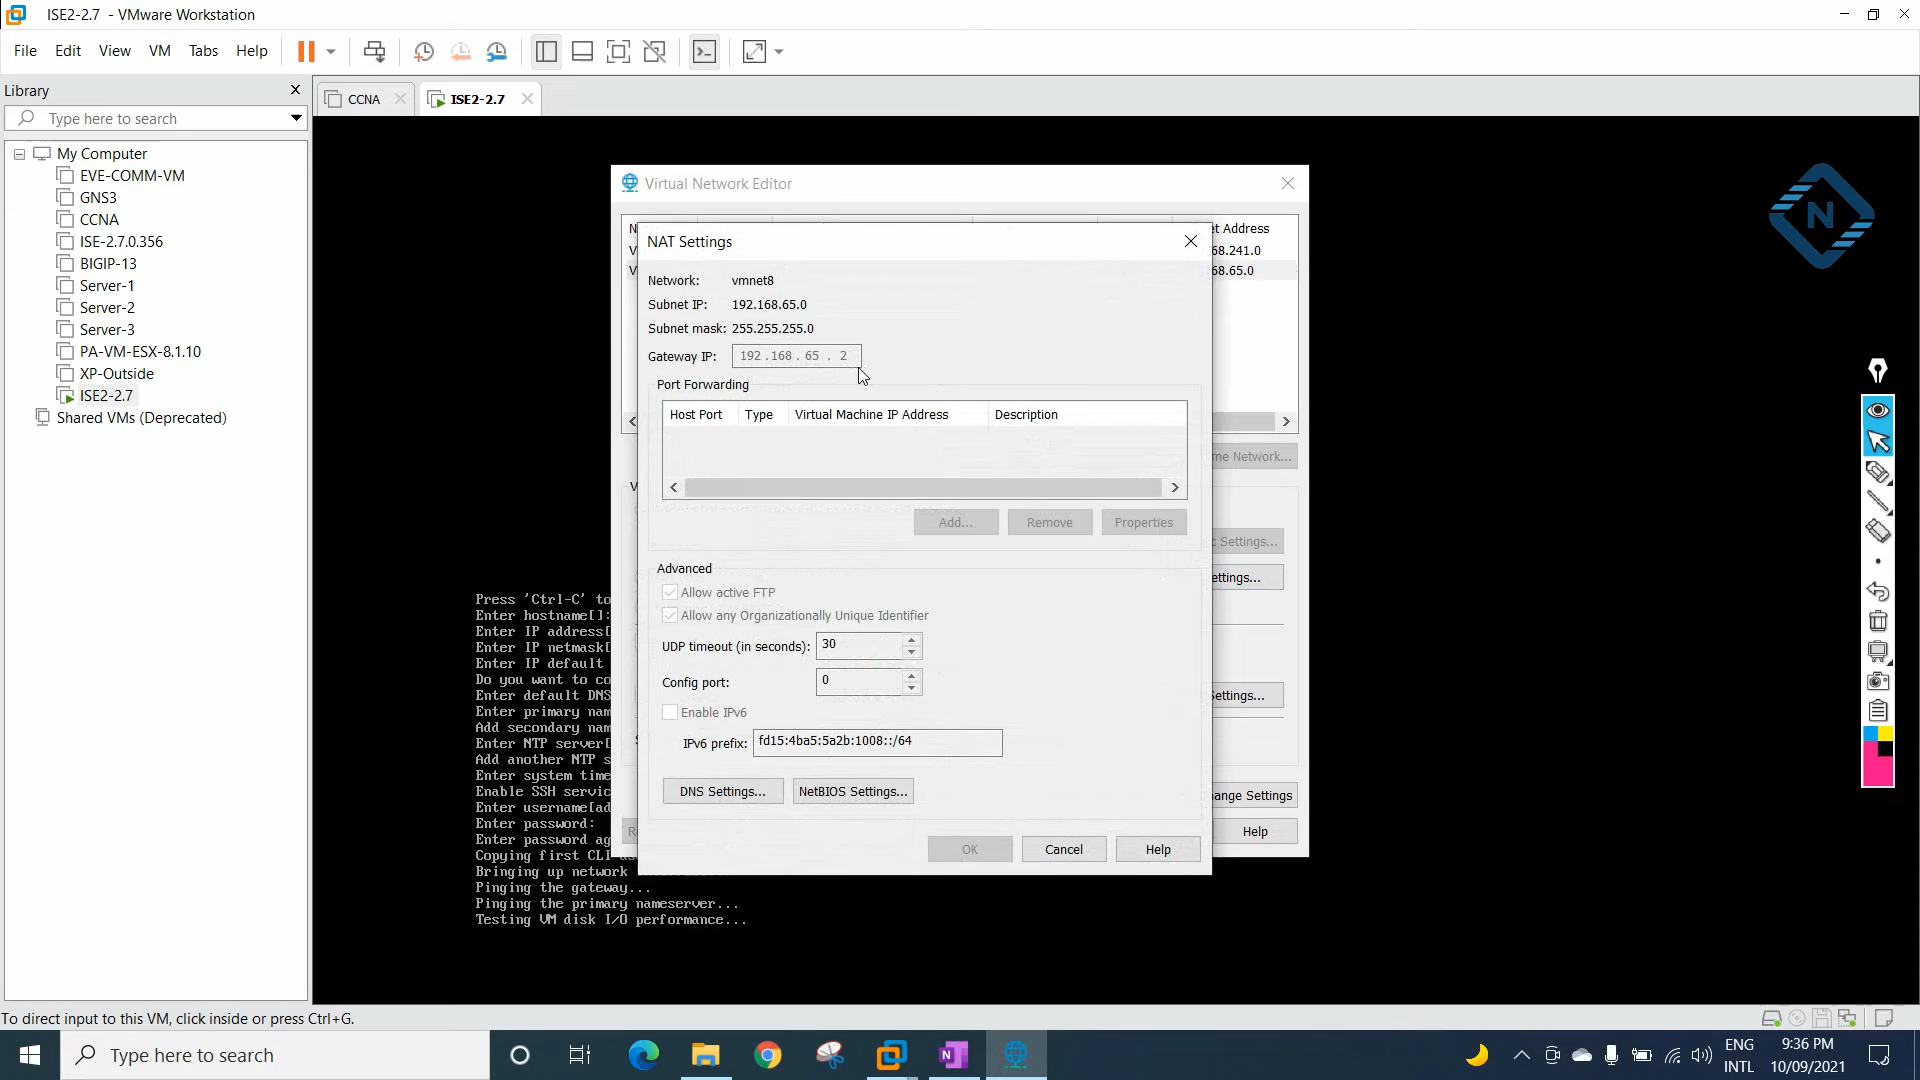 ISE2-2.7 - VMware Workstation
File Edit View VM Tabs Help
Library
CCNA
ISE2-2.7
Type here to search
My Computer
EVE-COMM-VM
GNS3
CCNA
ISE-2.7.0.356
BIGIP-13
Server-1
Server-2
Server-3
PA-VM-ESX-8.1.10
XP-Outside
ISE2-2.7
Shared VMs (Deprecated)
Virtual Network Editor
et Address
68.241.0
68.65.0
me Network...
c Settings...
ettings...
Settings...
ange Settings
Help
NAT Settings
Network: vmnet8
Subnet IP: 192.168.65.0
Subnet mask: 255.255.255.0
Gateway IP: 192 . 168 . 65 . 2
Port Forwarding
Host Port Type Virtual Machine IP Address Description
Add... Remove Properties
Advanced
Allow active FTP
Allow any Organizationally Unique Identifier
UDP timeout (in seconds): 30
Config port: 0
Enable IPv6
IPv6 prefix: fd15:4ba5:5a2b:1008::/64
DNS Settings... NetBIOS Settings...
OK Cancel Help
Press 'Ctrl-C' to
Enter hostname[]:
Enter IP address[
Enter IP netmask[
Enter IP default
Do you want to co
Enter default DNS
Enter primary nam
Add secondary nam
Enter NTP server[
Add another NTP s
Enter system time
Enable SSH servic
Enter username[ad
Enter password:
Enter password ag
Copying first CLI
Bringing up network
Pinging the gateway...
Pinging the primary nameserver...
Testing VM disk I/O performance...
N
To direct input to this VM, click inside or press Ctrl+G.
Type here to search
N
ENG
INTL
9:36 PM
10/09/2021